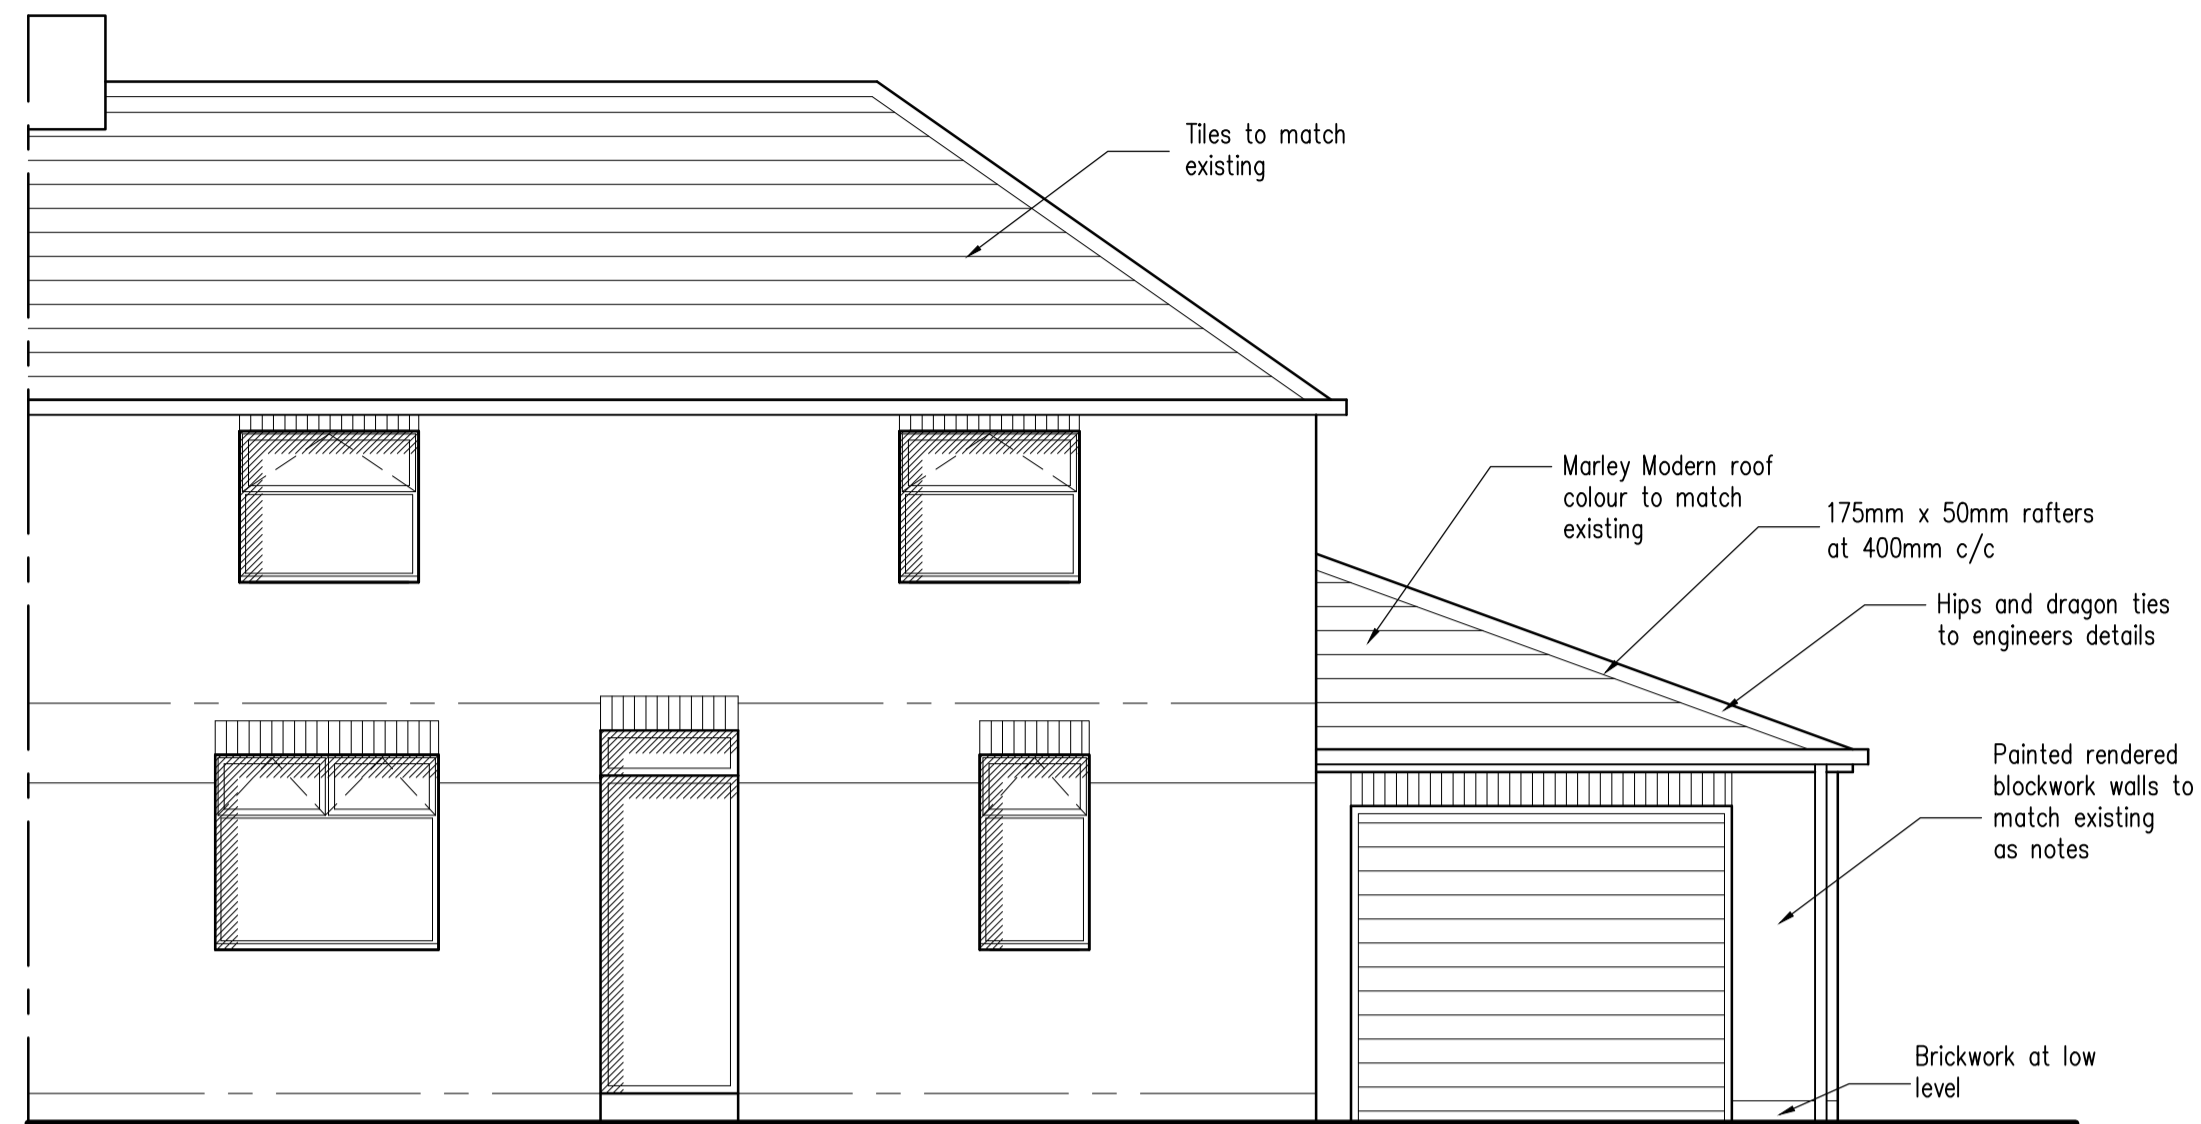 Tiles to match
existing
Marley Modern roof
colour to match
existing
175mm x 50mm rafters
at 400mm c/c
Hips and dragon ties
to engineers details
Painted rendered
blockwork walls to
match existing
as notes
Brickwork at low
level